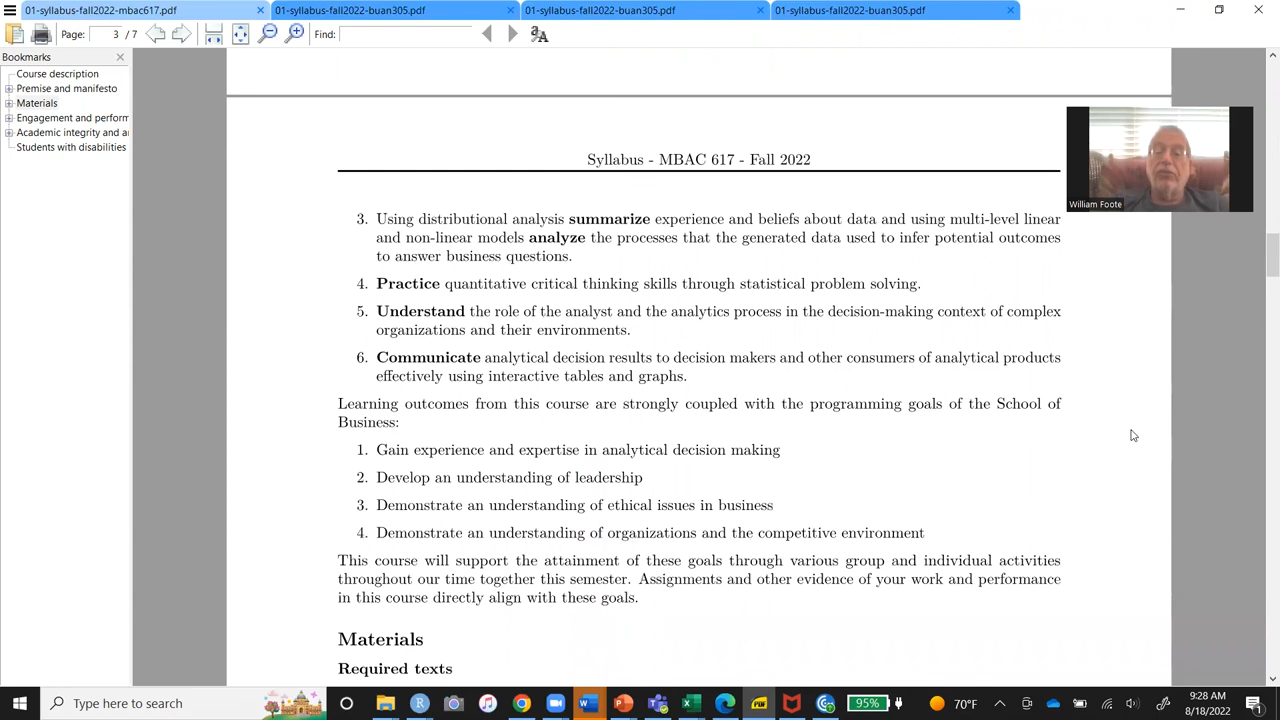 01-syllabus-fall2022-mbac617.pdf
01-syllabus-fall2022-buan305.pdf
01-syllabus-fall2022-buan305.pdf
01-syllabus-fall2022-buan305.pdf
Page: 3 / 7
Find:
Bookmarks
Course description
Premise and manifesto
Materials
Engagement and perform
Academic integrity and a
Students with disabilities
Syllabus - MBAC 617 - Fall 2022
William Foote
3. Using distributional analysis summarize experience and beliefs about data and using multi-level linear
and non-linear models analyze the processes that the generated data used to infer potential outcomes
to answer business questions.
4. Practice quantitative critical thinking skills through statistical problem solving.
5. Understand the role of the analyst and the analytics process in the decision-making context of complex
organizations and their environments.
6. Communicate analytical decision results to decision makers and other consumers of analytical products
effectively using interactive tables and graphs.
Learning outcomes from this course are strongly coupled with the programming goals of the School of
Business:
1. Gain experience and expertise in analytical decision making
2. Develop an understanding of leadership
3. Demonstrate an understanding of ethical issues in business
4. Demonstrate an understanding of organizations and the competitive environment
This course will support the attainment of these goals through various group and individual activities
throughout our time together this semester. Assignments and other evidence of your work and performance
in this course directly align with these goals.
Materials
Required texts
Type here to search
95%
70°F
9:28 AM
8/18/2022